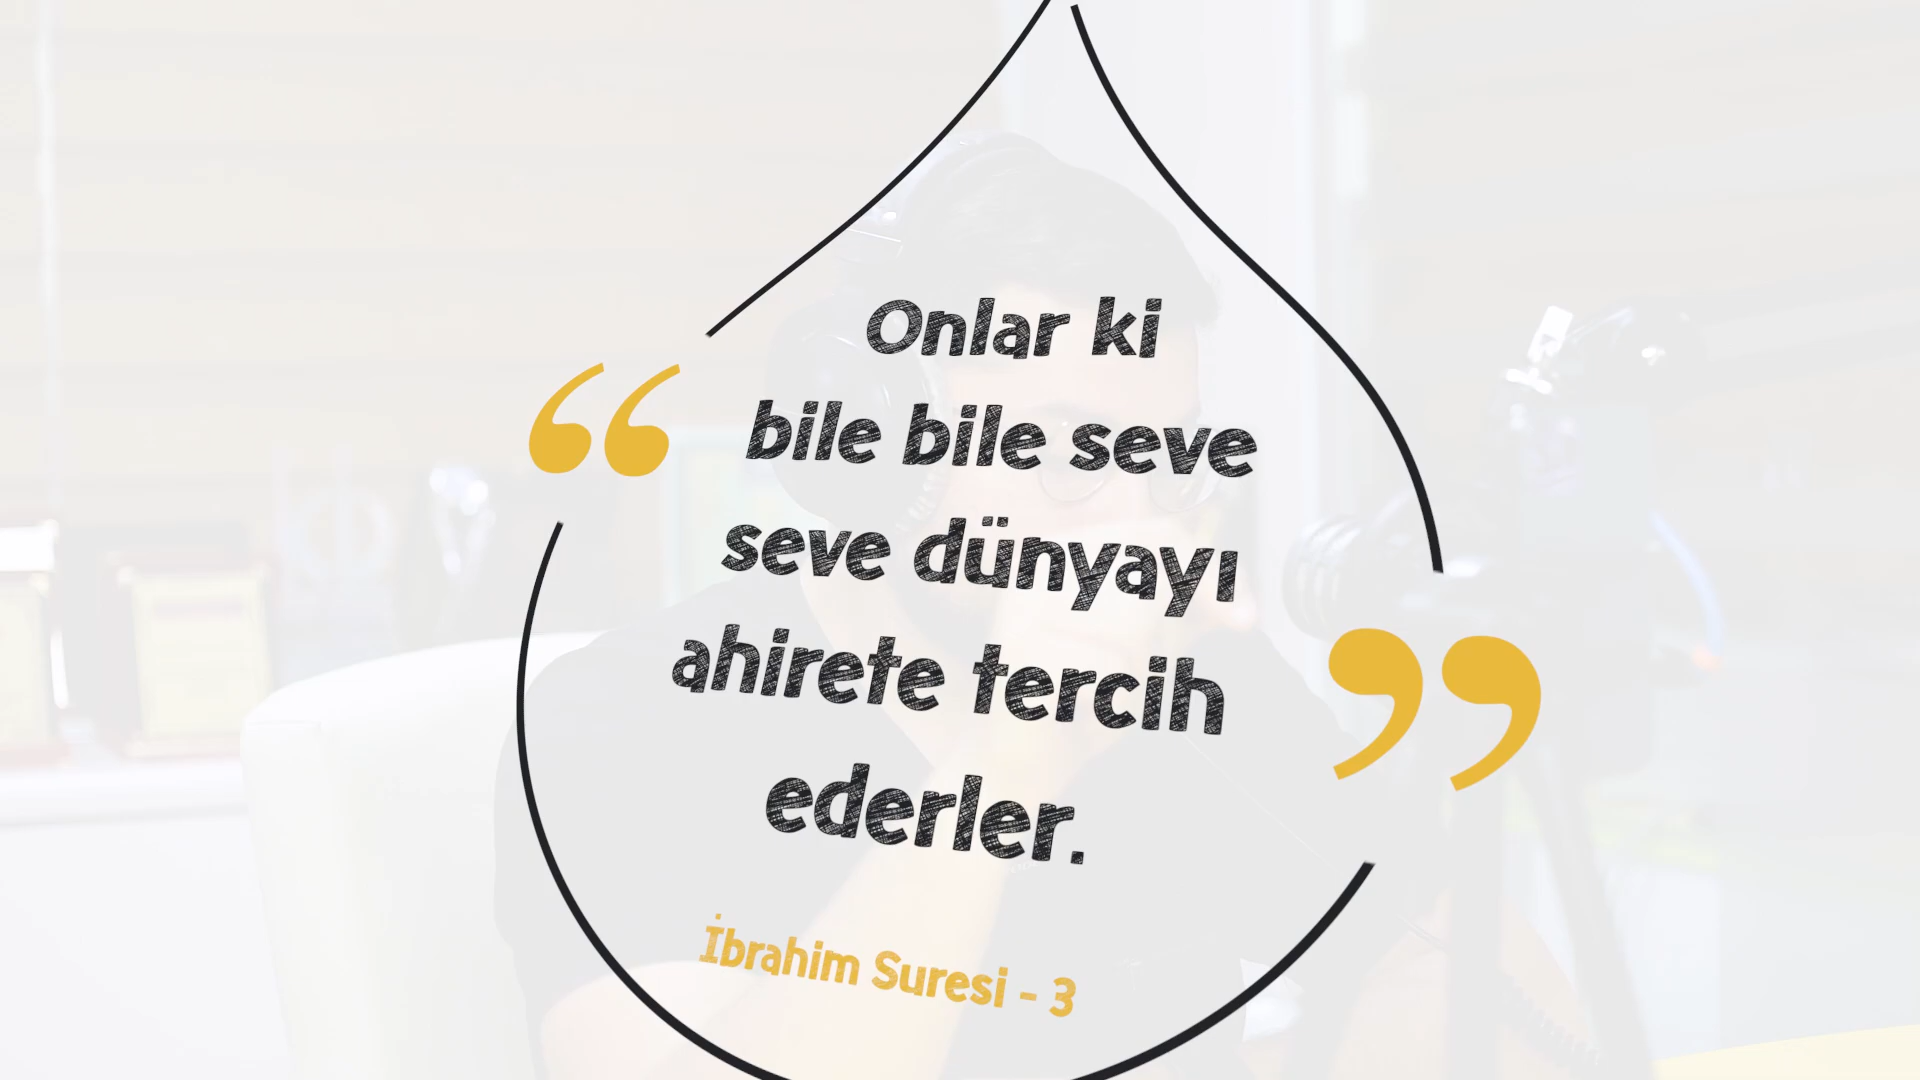 Onlar ki
bile bile seve
seve dünyayı
ahirete tercih
ederler.
İbrahim Suresi - 3